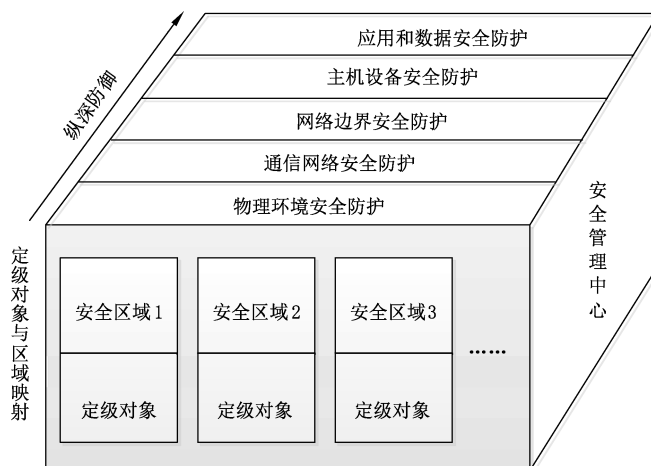 应用和数据安全防护
主机设备安全防护
网络边界安全防护
通信网络安全防护
物理环境安全防护
纵深防御
定级对象与区域映射
安全区域1
安全区域2
安全区域3
……
定级对象
定级对象
定级对象
安全管理中心